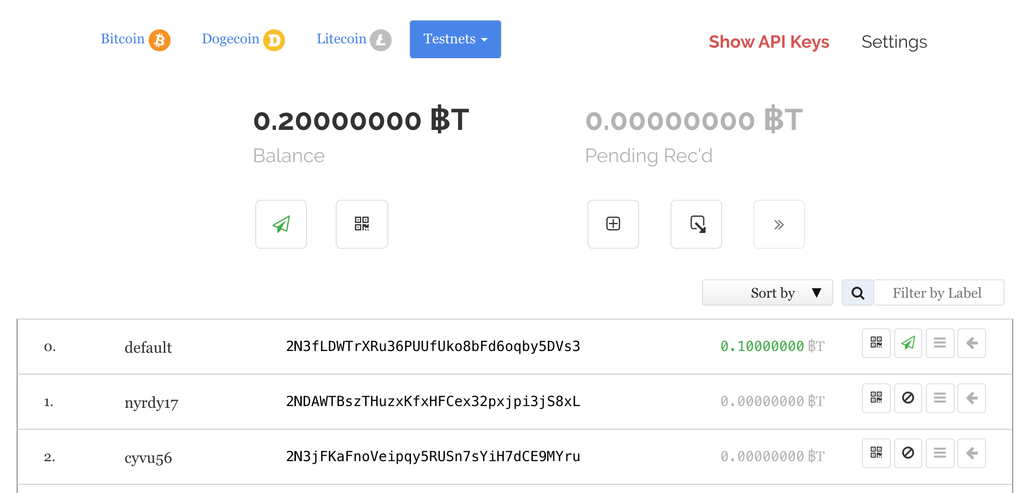 Bitcoin Dogecoin Litecoin Testnets Show API Keys Settings
0.20000000 ฿T 0.00000000 ฿T
Balance Pending Rec'd
Sort by ▼ Filter by Label
0. default 2N3fLDWTrXRu36PUUfUko8bFd6oqby5DVs3 0.10000000 ฿T
1. nyrdy17 2NDAWTBszTHuzxKfxHFCex32pxjpi3jS8xL 0.00000000 ฿T
2. cyvu56 2N3jFKaFnoVeipqy5RUSn7sYiH7dCE9MYru 0.00000000 ฿T